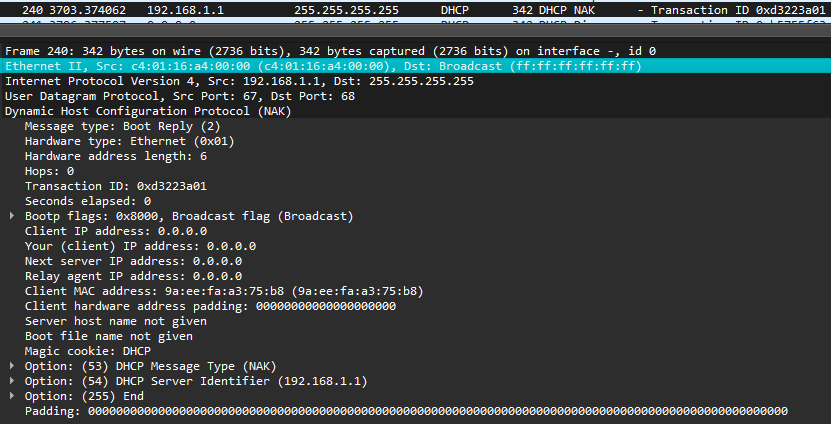 240 3703.374062 192.168.1.1 255.255.255.255 DHCP 342 DHCP NAK - Transaction ID 0xd3223a01
Frame 240: 342 bytes on wire (2736 bits), 342 bytes captured (2736 bits) on interface -, id 0
Ethernet II, Src: c4:01:16:a4:00:00 (c4:01:16:a4:00:00), Dst: Broadcast (ff:ff:ff:ff:ff:ff)
Internet Protocol Version 4, Src: 192.168.1.1, Dst: 255.255.255.255
User Datagram Protocol, Src Port: 67, Dst Port: 68
Dynamic Host Configuration Protocol (NAK)
Message type: Boot Reply (2)
Hardware type: Ethernet (0x01)
Hardware address length: 6
Hops: 0
Transaction ID: 0xd3223a01
Seconds elapsed: 0
Bootp flags: 0x8000, Broadcast flag (Broadcast)
Client IP address: 0.0.0.0
Your (client) IP address: 0.0.0.0
Next server IP address: 0.0.0.0
Relay agent IP address: 0.0.0.0
Client MAC address: 9a:ee:fa:a3:75:b8 (9a:ee:fa:a3:75:b8)
Client hardware address padding: 00000000000000000000
Server host name not given
Boot file name not given
Magic cookie: DHCP
Option: (53) DHCP Message Type (NAK)
Option: (54) DHCP Server Identifier (192.168.1.1)
Option: (255) End
Padding: 0000000000000000000000000000000000000000000000000000000000000000000000000000000000000000000000000000